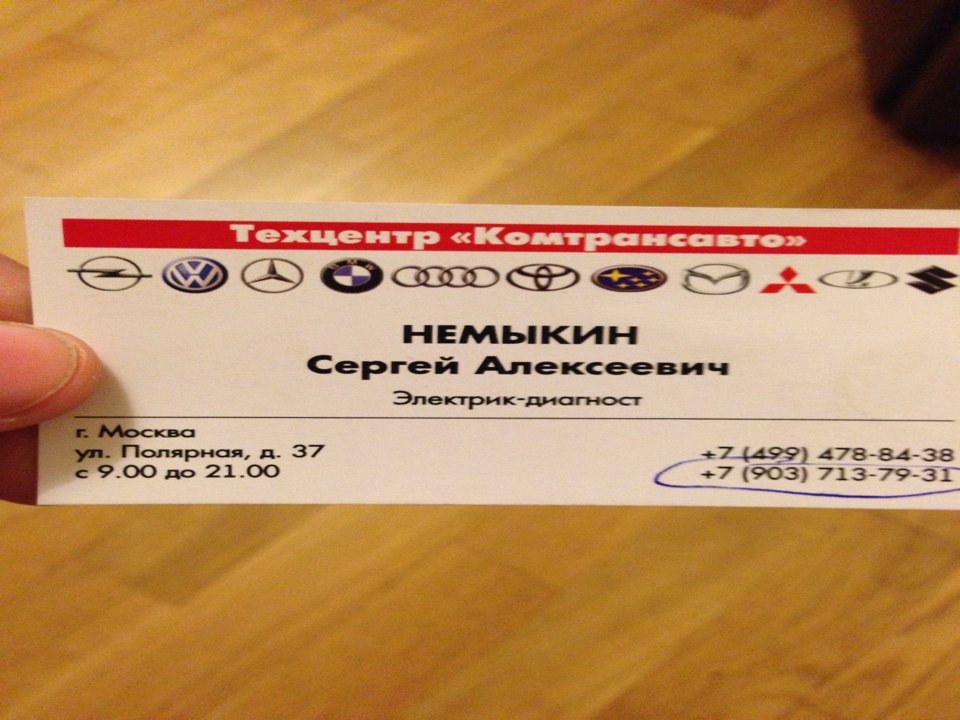 Техцентр «Комтрансавто»
НЕМЫКИН
Сергей Алексеевич
Электрик-диагност
г. Москва
ул. Полярная, д. 37
с 9.00 до 21.00
+7 (499) 478-84-38
+7 (903) 713-79-31